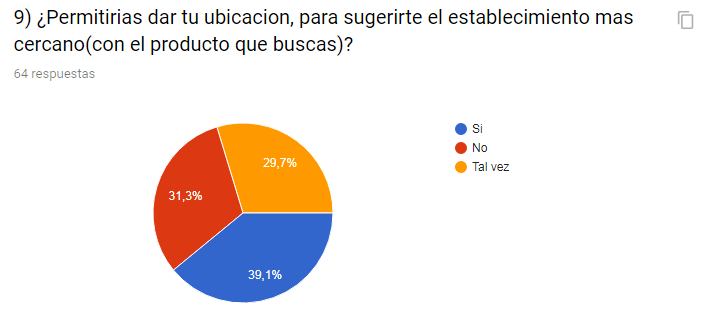 9) ¿Permitirias dar tu ubicacion, para sugerirte el establecimiento mas
cercano(con el producto que buscas)?
64 respuestas
Si
No
Tal vez
29,7%
31,3%
39,1%